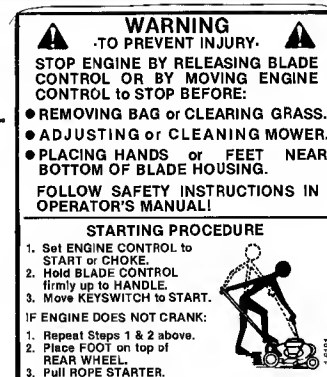 WARNING
-TO PREVENT INJURY-
STOP ENGINE BY RELEASING BLADE
CONTROL OR BY MOVING ENGINE
CONTROL to STOP BEFORE:
● REMOVING BAG or CLEARING GRASS.
● ADJUSTING or CLEANING MOWER.
● PLACING HANDS or FEET NEAR
BOTTOM OF BLADE HOUSING.
FOLLOW SAFETY INSTRUCTIONS IN
OPERATOR'S MANUAL!
STARTING PROCEDURE
1. Set ENGINE CONTROL to
START or CHOKE.
2. Hold BLADE CONTROL
firmly up to HANDLE.
3. Move KEYSWITCH to START.
IF ENGINE DOES NOT CRANK:
1. Repeat Steps 1 & 2 above.
2. Place FOOT on top of
REAR WHEEL.
3. Pull ROPE STARTER.